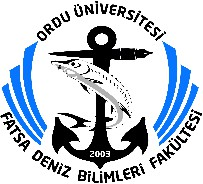 ORDU ÜNİVERSİTESİ
2003
FATSA DENİZ BİLİMLERİ FAKÜLTESİ